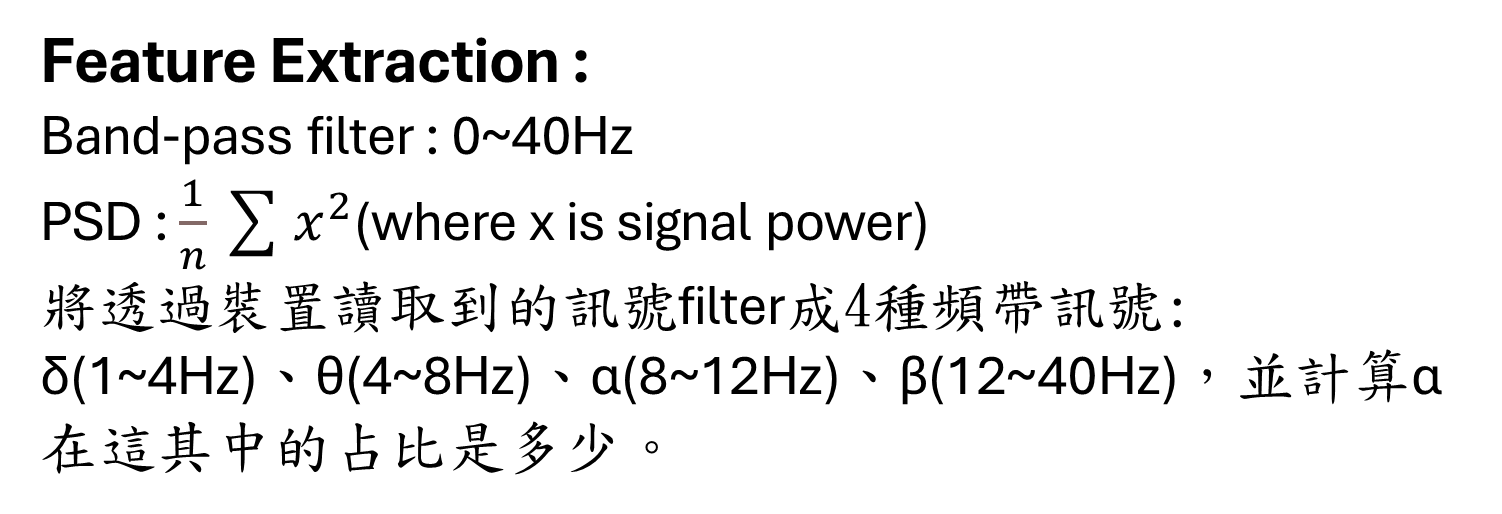 Feature Extraction :
Band-pass filter : 0~40Hz
PSD : 1/n ∑ x²(where x is signal power)
將透過裝置讀取到的訊號filter成4種頻帶訊號:
δ(1~4Hz)、θ(4~8Hz)、α(8~12Hz)、β(12~40Hz)，並計算α
在這其中的占比是多少。